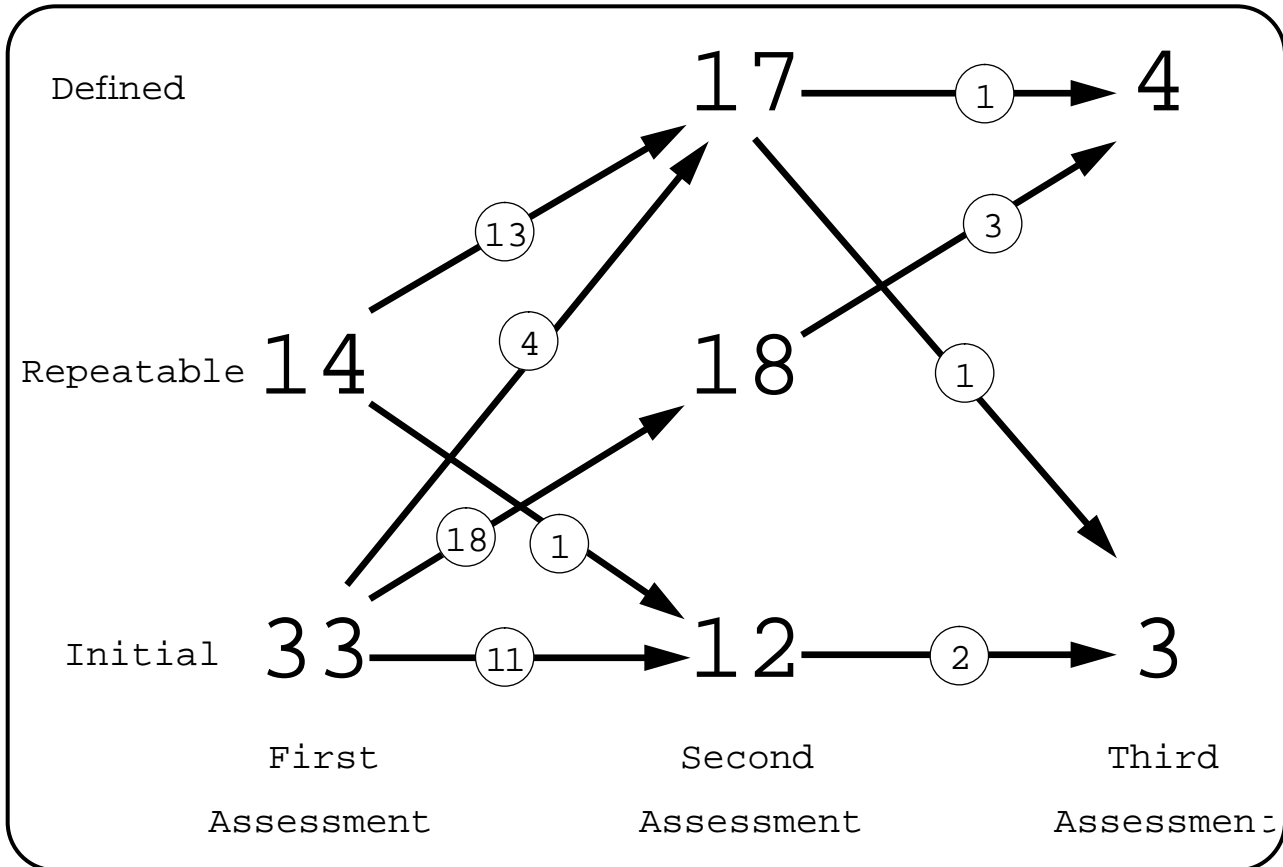 Defined 17 1 4
13 3
4
Repeatable 14 18 1
18 1
Initial 33 11 12 2 3
First Second Third
Assessment Assessment Assessment